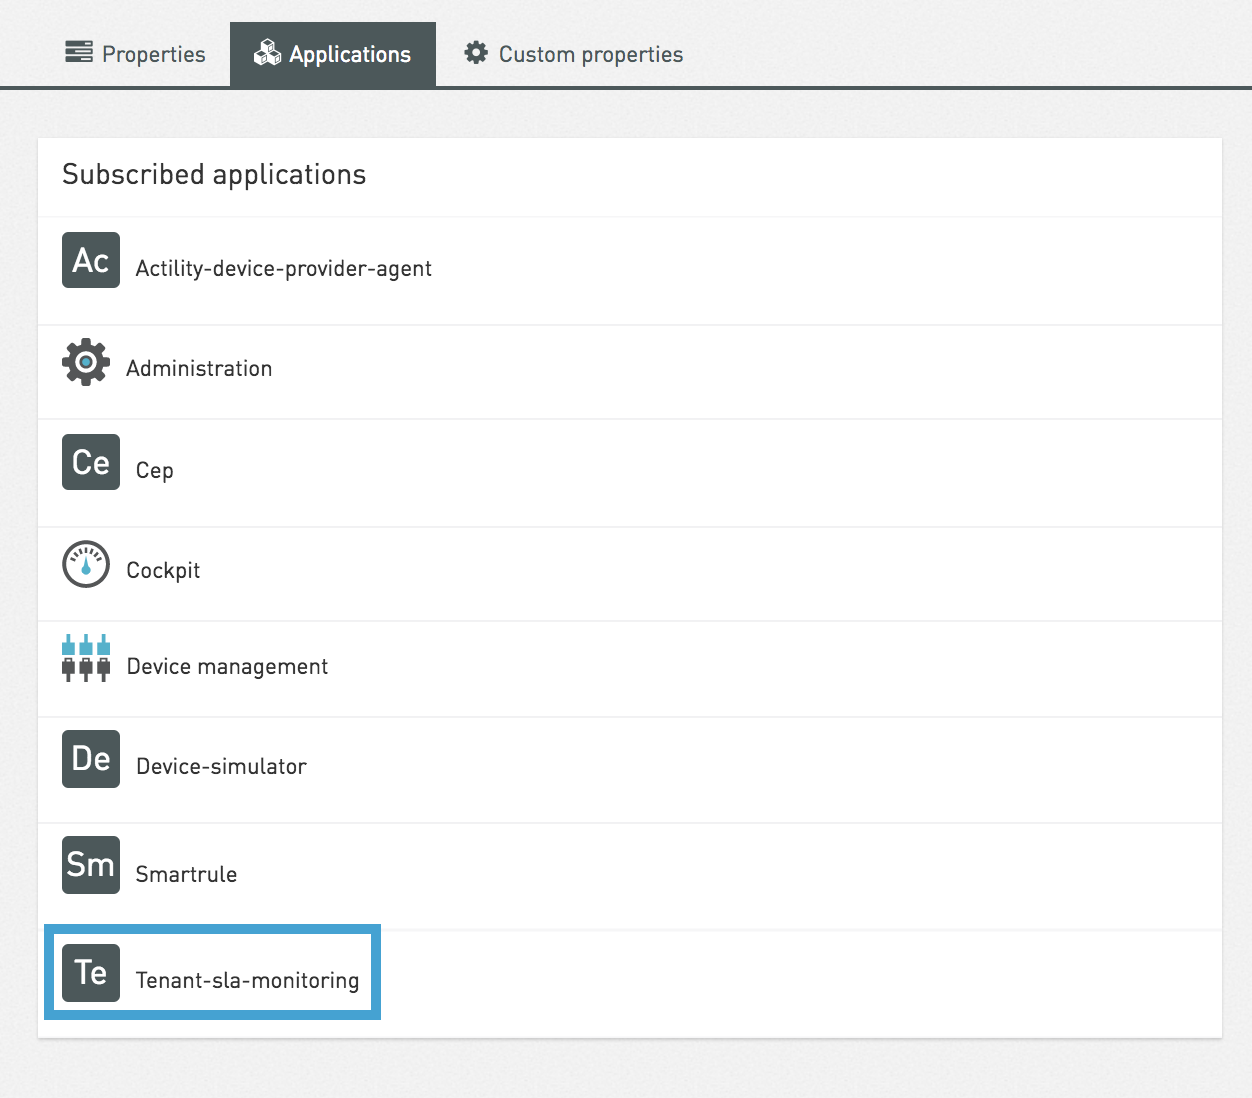 Properties
Applications
Custom properties
Subscribed applications
Ac Actility-device-provider-agent
Administration
Ce Cep
Cockpit
Device management
De Device-simulator
Sm Smartrule
Te Tenant-sla-monitoring